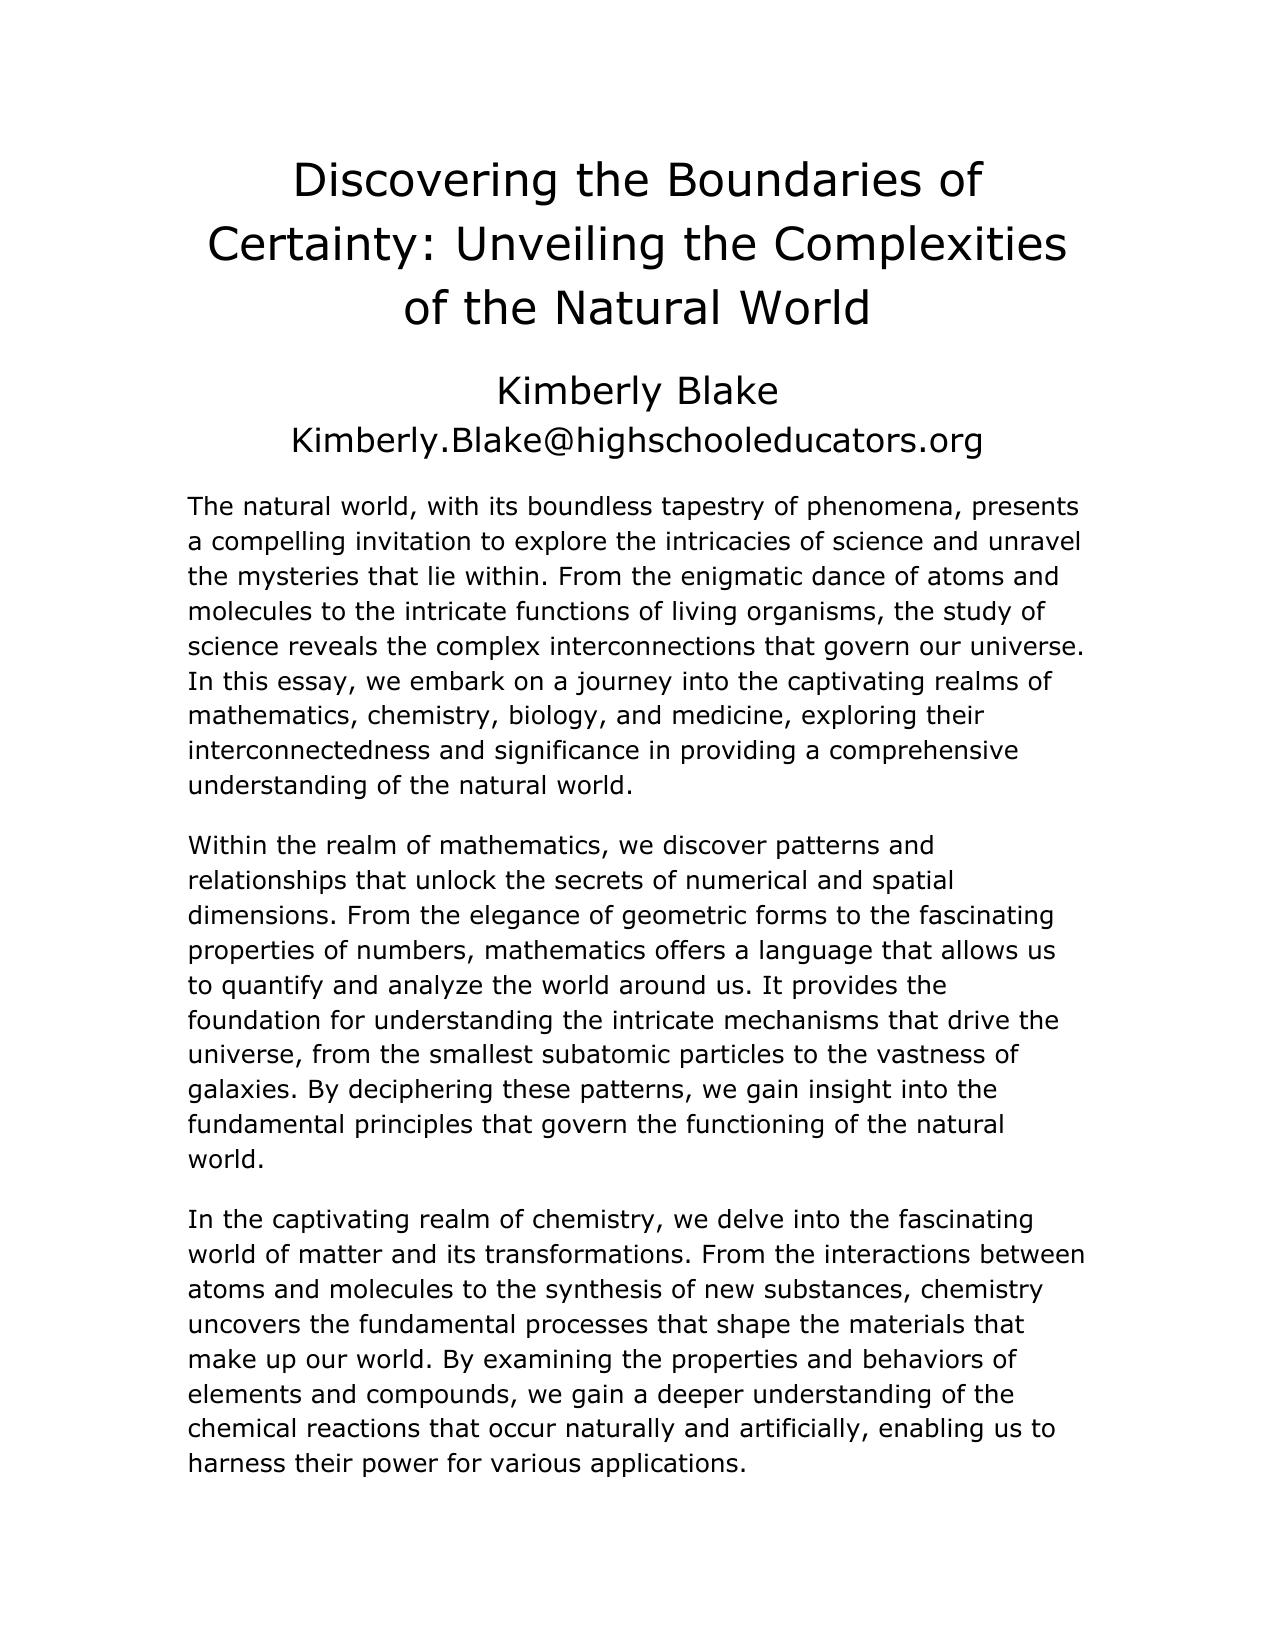 Discovering the Boundaries of
Certainty: Unveiling the Complexities
of the Natural World
Kimberly Blake
Kimberly.Blake@highschooleducators.org
The natural world, with its boundless tapestry of phenomena, presents
a compelling invitation to explore the intricacies of science and unravel
the mysteries that lie within. From the enigmatic dance of atoms and
molecules to the intricate functions of living organisms, the study of
science reveals the complex interconnections that govern our universe.
In this essay, we embark on a journey into the captivating realms of
mathematics, chemistry, biology, and medicine, exploring their
interconnectedness and significance in providing a comprehensive
understanding of the natural world.
Within the realm of mathematics, we discover patterns and
relationships that unlock the secrets of numerical and spatial
dimensions. From the elegance of geometric forms to the fascinating
properties of numbers, mathematics offers a language that allows us
to quantify and analyze the world around us. It provides the
foundation for understanding the intricate mechanisms that drive the
universe, from the smallest subatomic particles to the vastness of
galaxies. By deciphering these patterns, we gain insight into the
fundamental principles that govern the functioning of the natural
world.
In the captivating realm of chemistry, we delve into the fascinating
world of matter and its transformations. From the interactions between
atoms and molecules to the synthesis of new substances, chemistry
uncovers the fundamental processes that shape the materials that
make up our world. By examining the properties and behaviors of
elements and compounds, we gain a deeper understanding of the
chemical reactions that occur naturally and artificially, enabling us to
harness their power for various applications.